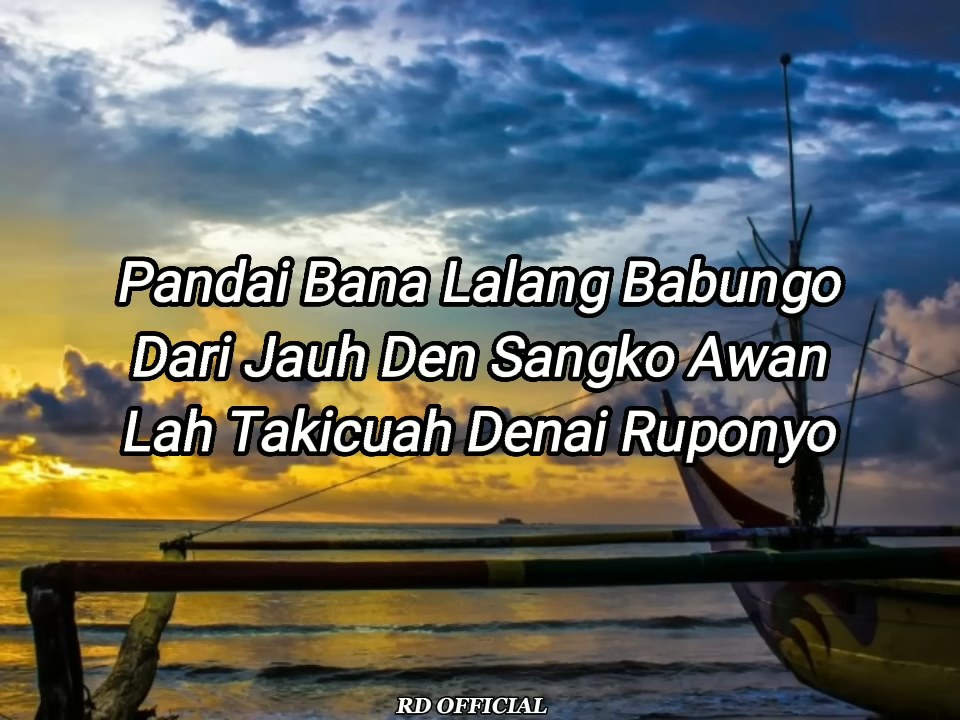 Pandai Bana Lalang Babungo
Dari Jauh Den Sangko Awan
Lah Takicuah Denai Ruponyo
RD OFFICIAL